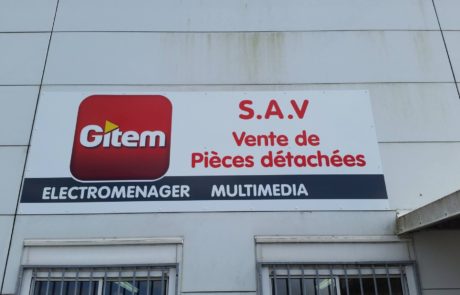 Gitem
S.A.V
Vente de
Pièces détachées
ELECTROMENAGER MULTIMEDIA